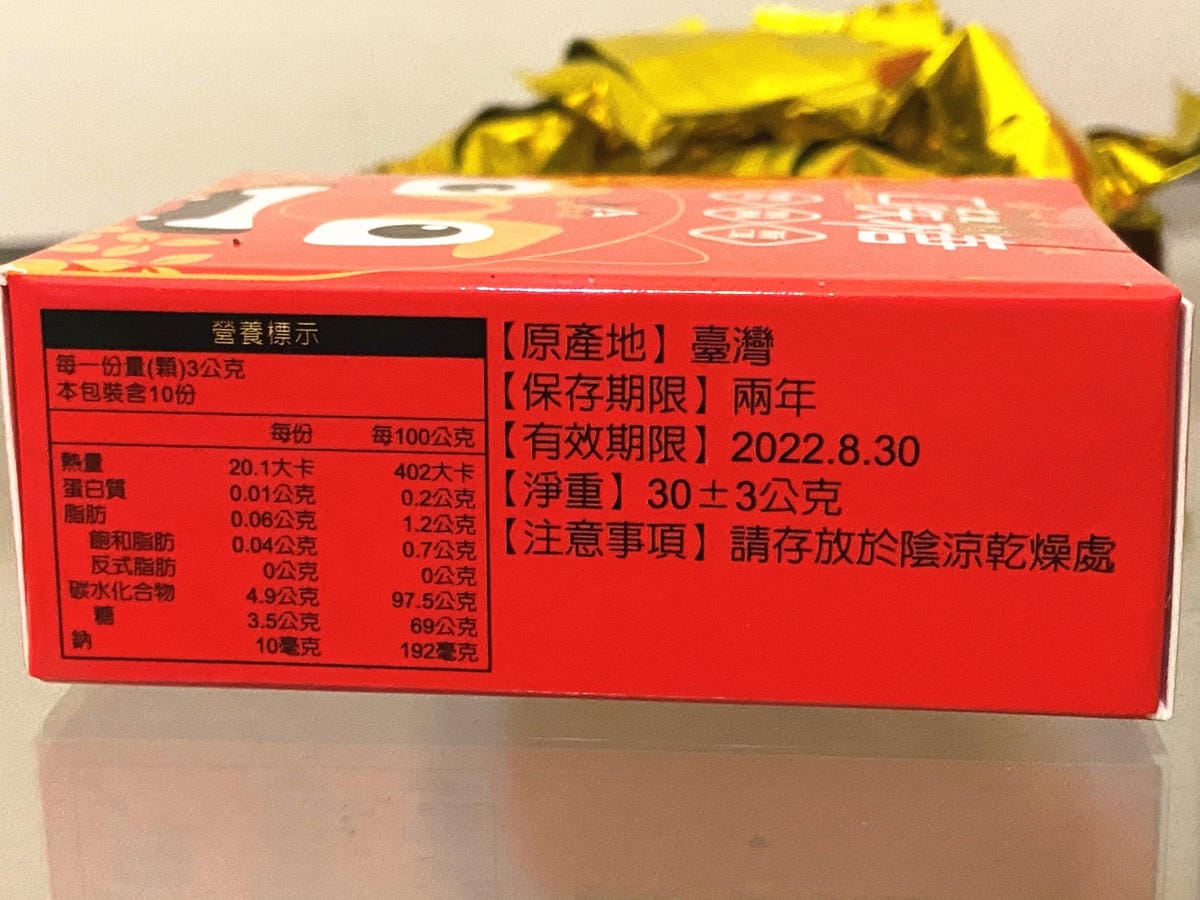 營養標示
每一份量(顆)3公克
本包裝含10份
每份 每100公克
熱量 20.1大卡 402大卡
蛋白質 0.01公克 0.2公克
脂肪 0.06公克 1.2公克
飽和脂肪 0.04公克 0.7公克
反式脂肪 0公克 0公克
碳水化合物 4.9公克 97.5公克
糖 3.5公克 69公克
鈉 10毫克 192毫克
【原產地】臺灣
【保存期限】兩年
【有效期限】2022.8.30
【淨重】30±3公克
【注意事項】請存放於陰涼乾燥處